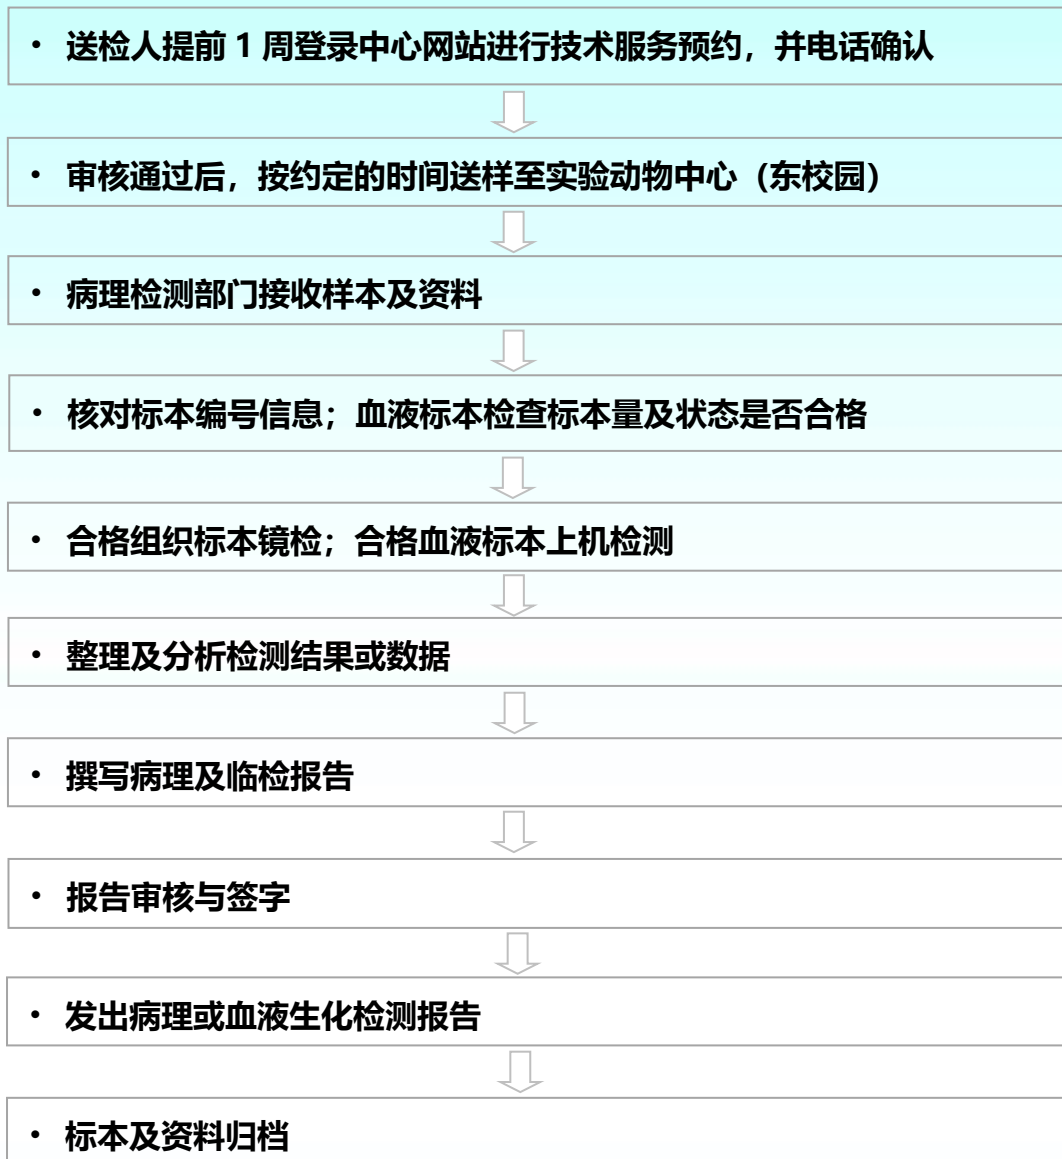 • 送检人提前 1 周登录中心网站进行技术服务预约，并电话确认
• 审核通过后，按约定的时间送样至实验动物中心（东校园）
• 病理检测部门接收样本及资料
• 核对标本编号信息；血液标本检查标本量及状态是否合格
• 合格组织标本镜检；合格血液标本上机检测
• 整理及分析检测结果或数据
• 撰写病理及临检报告
• 报告审核与签字
• 发出病理或血液生化检测报告
• 标本及资料归档